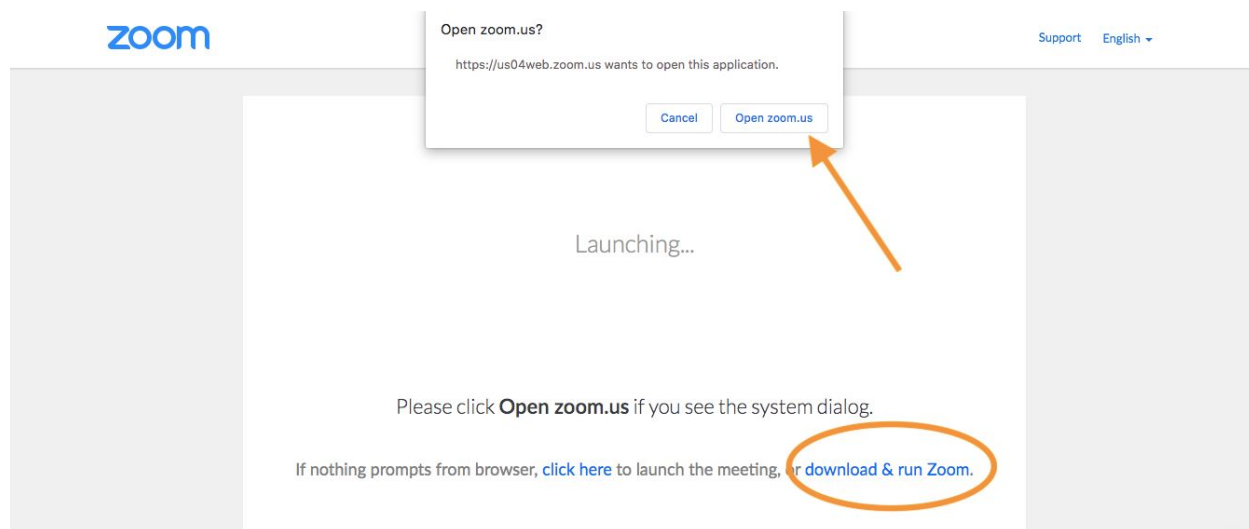 zoom
Open zoom.us?
https://us04web.zoom.us wants to open this application.
Cancel
Open zoom.us
Support
English
Launching...
Please click Open zoom.us if you see the system dialog.
If nothing prompts from browser, click here to launch the meeting, or download & run Zoom.